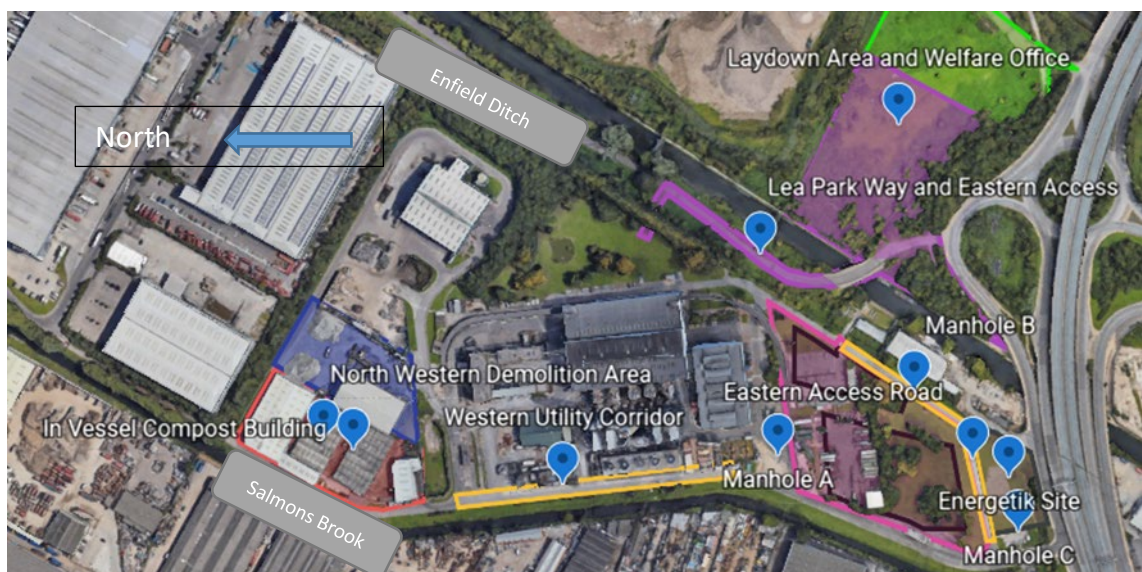 Enfield Ditch
Laydown Area and Welfare Office
North
Lea Park Way and Eastern Access
Manhole B
North Western Demolition Area
Eastern Access Road
In Vessel Compost Building
Western Utility Corridor
Manhole A
Salmons Brook
Energetik Site
Manhole C